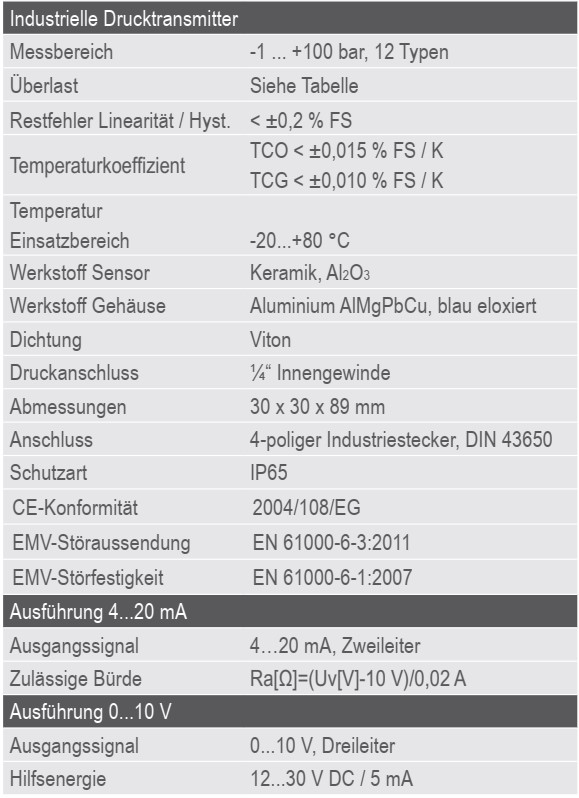 Industrielle Drucktransmitter
Messbereich -1 ... +100 bar, 12 Typen
Überlast Siehe Tabelle
Restfehler Linearität / Hyst. < ±0,2 % FS
Temperaturkoeffizient TCO < ±0,015 % FS / K
TCG < ±0,010 % FS / K
Temperatur
Einsatzbereich -20...+80 °C
Werkstoff Sensor Keramik, Al2O3
Werkstoff Gehäuse Aluminium AlMgPbCu, blau eloxiert
Dichtung Viton
Druckanschluss ¼“ Innengewinde
Abmessungen 30 x 30 x 89 mm
Anschluss 4-poliger Industriestecker, DIN 43650
Schutzart IP65
CE-Konformität 2004/108/EG
EMV-Störaussendung EN 61000-6-3:2011
EMV-Störfestigkeit EN 61000-6-1:2007
Ausführung 4...20 mA
Ausgangssignal 4…20 mA, Zweileiter
Zulässige Bürde Ra[Ω]=(Uv[V]-10 V)/0,02 A
Ausführung 0...10 V
Ausgangssignal 0...10 V, Dreileiter
Hilfsenergie 12...30 V DC / 5 mA